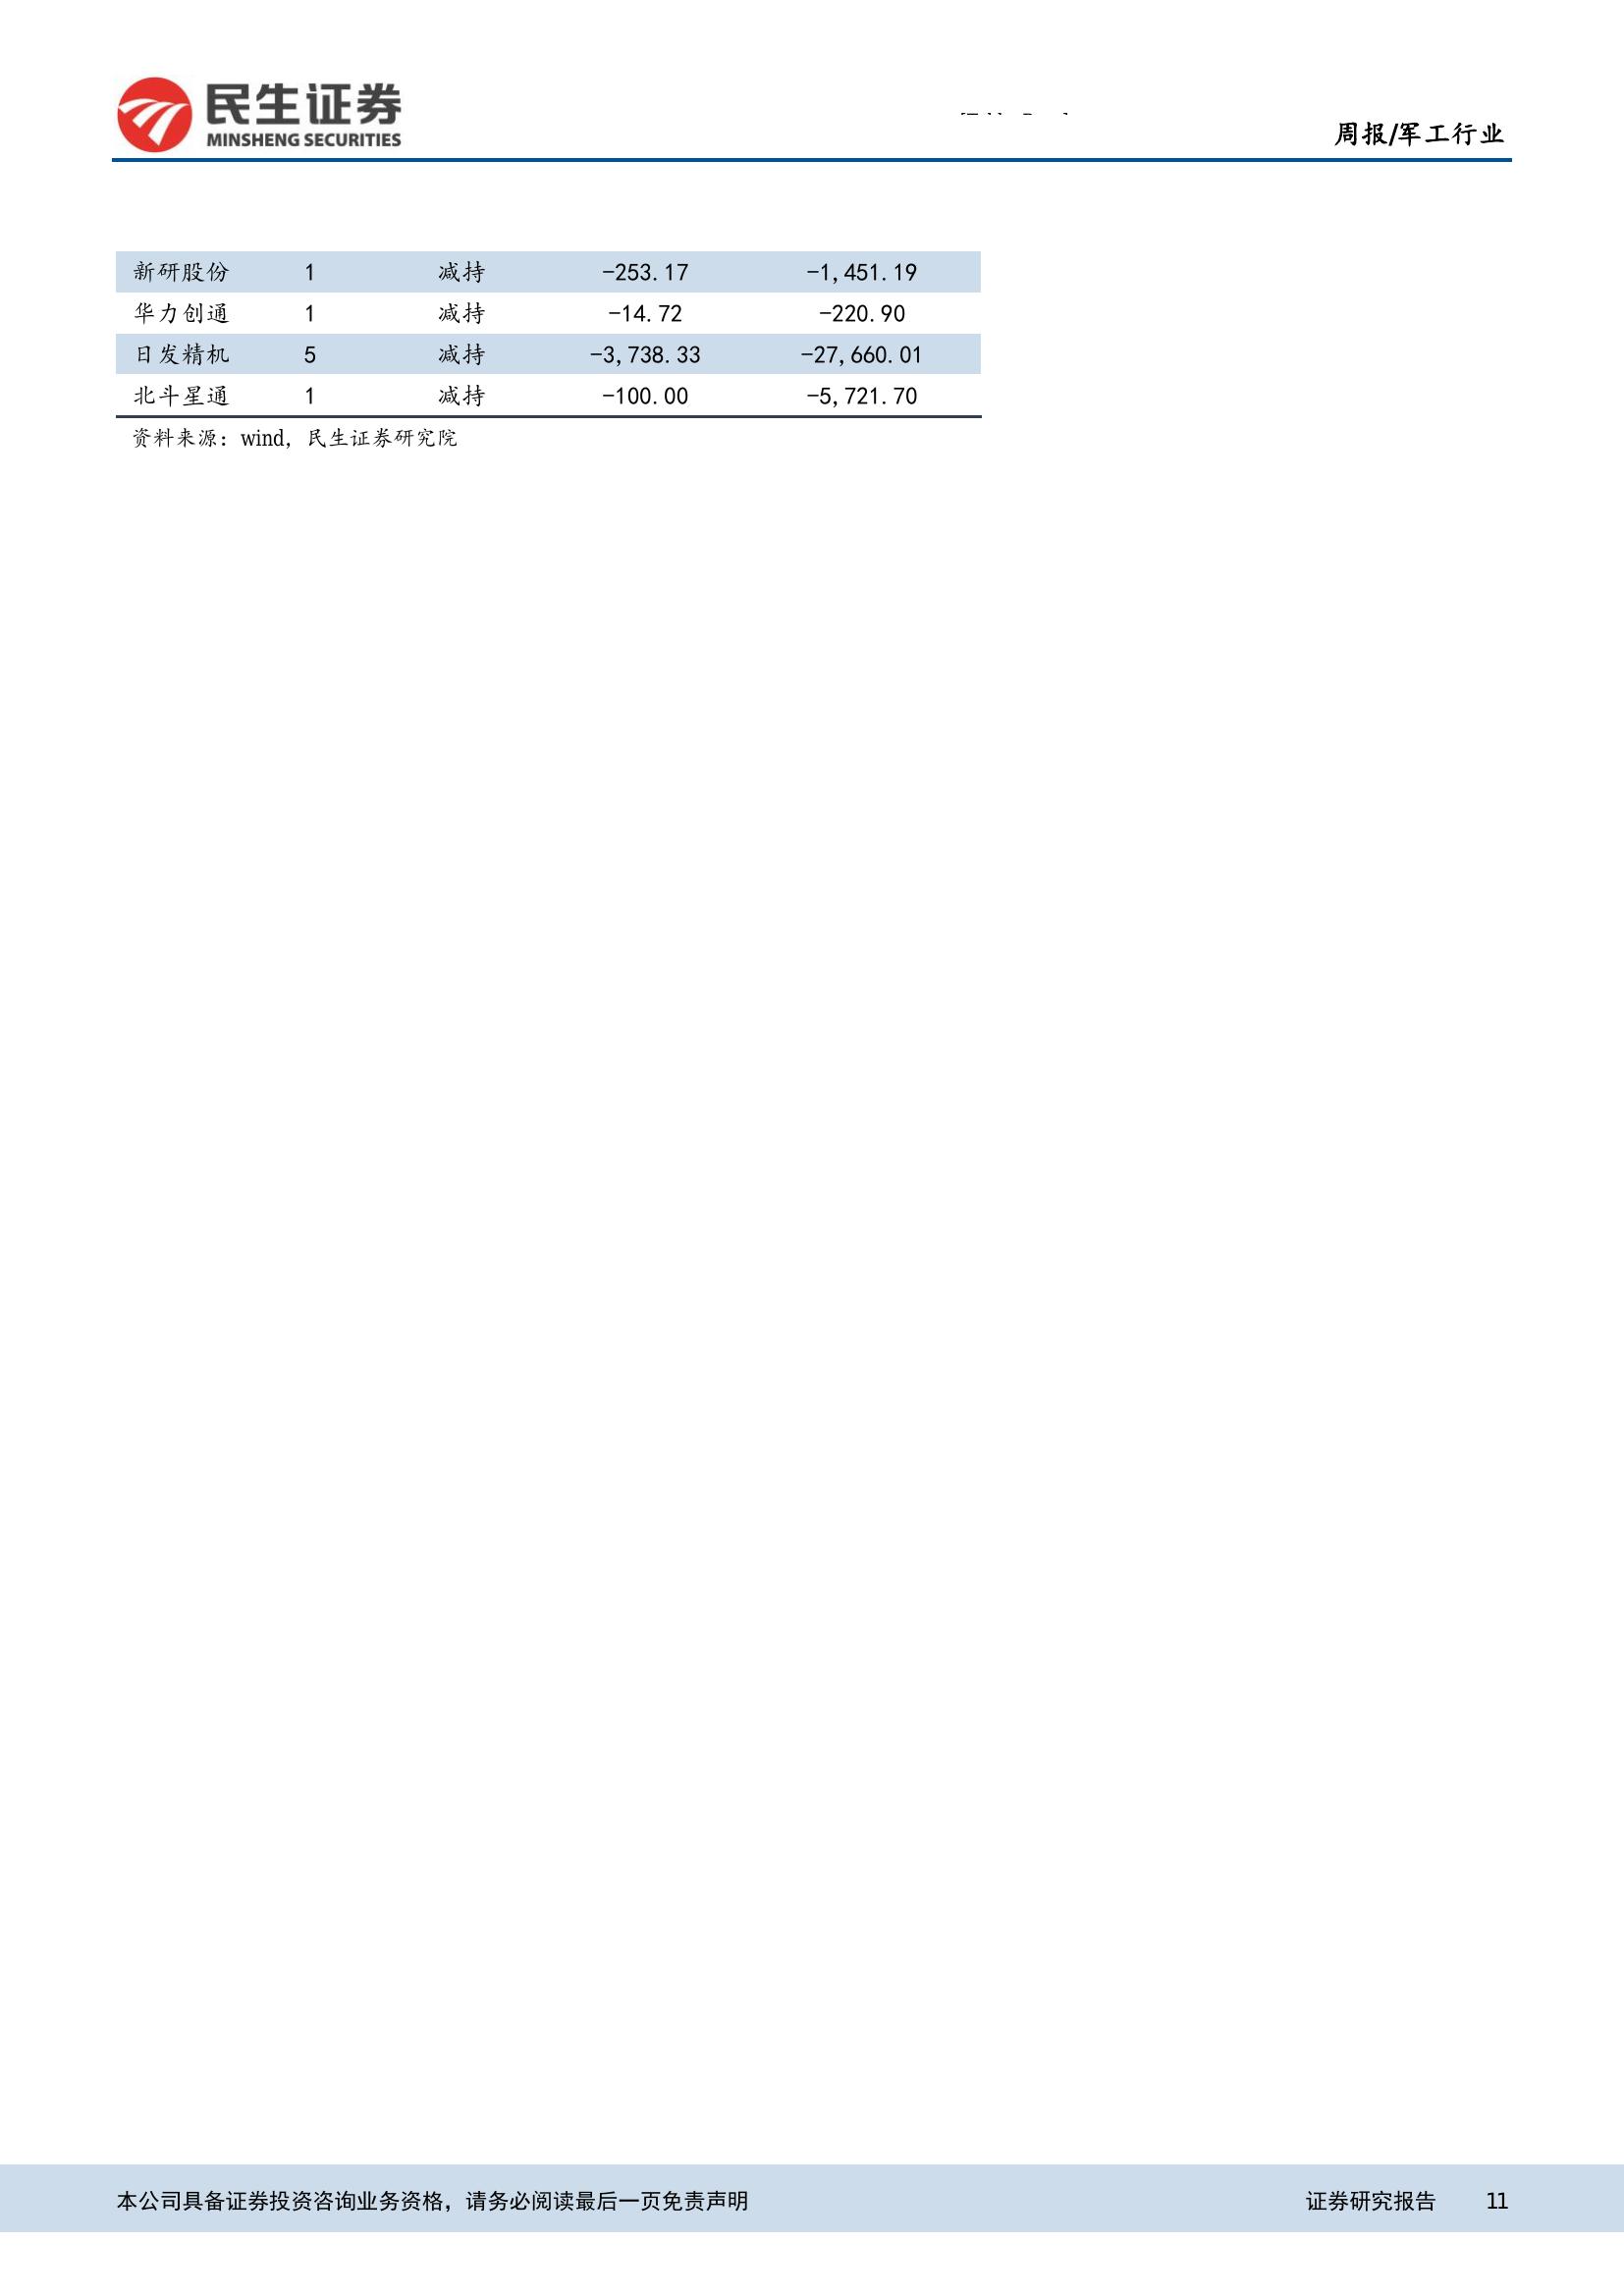 民生证券
MINSHENG SECURITIES
周报/军工行业
新研股份 1 减持 -253.17 -1,451.19
华力创通 1 减持 -14.72 -220.90
日发精机 5 减持 -3,738.33 -27,660.01
北斗星通 1 减持 -100.00 -5,721.70
资料来源：wind，民生证券研究院
本公司具备证券投资咨询业务资格，请务必阅读最后一页免责声明 证券研究报告 11